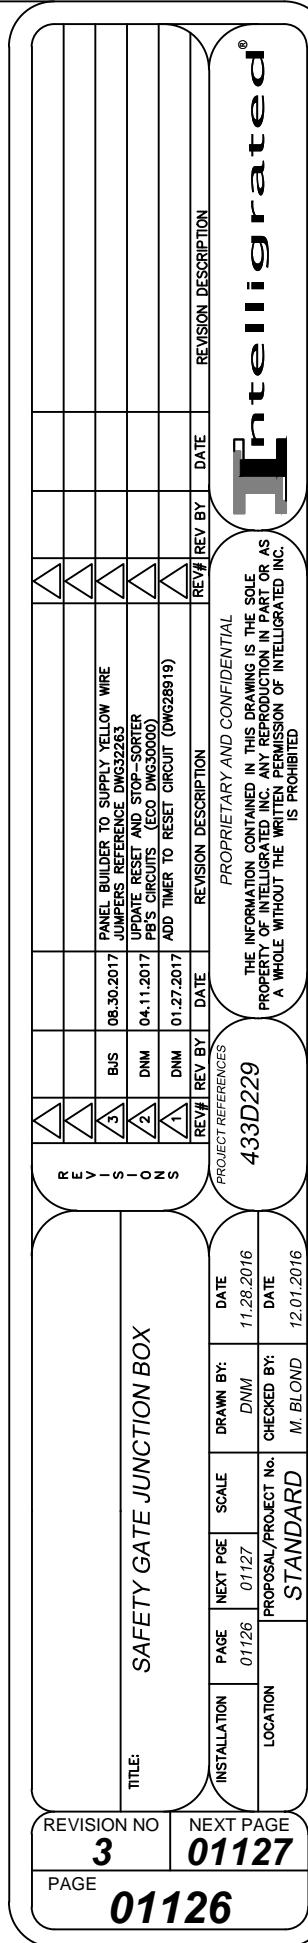 REVISION NO
3
NEXT PAGE
01127
PAGE
01126
TITLE:
SAFETY GATE JUNCTION BOX
INSTALLATION
PAGE
01126
NEXT PGE
01127
SCALE
DRAWN BY:
DNM
DATE
11.28.2016
LOCATION
PROPOSAL/PROJECT No.
STANDARD
CHECKED BY:
M. BLOND
DATE
12.01.2016
REVISIONS
3 BJS 08.30.2017 PANEL BUILDER TO SUPPLY YELLOW WIRE
JUMPERS REFERENCE DWG32263
2 DNM 04.11.2017 UPDATE RESET AND STOP-SORTER
PB'S CIRCUITS (ECO DWG30000)
1 DNM 01.27.2017 ADD TIMER TO RESET CIRCUIT (DWG28919)
REV# REV BY DATE REVISION DESCRIPTION
REV# REV BY DATE REVISION DESCRIPTION
PROJECT REFERENCES
433D229
PROPRIETARY AND CONFIDENTIAL
THE INFORMATION CONTAINED IN THIS DRAWING IS THE SOLE
PROPERTY OF INTELLIGRATED INC. ANY REPRODUCTION IN PART OR AS
A WHOLE WITHOUT THE WRITTEN PERMISSION OF INTELLIGRATED INC.
IS PROHIBITED
Intelligrated®